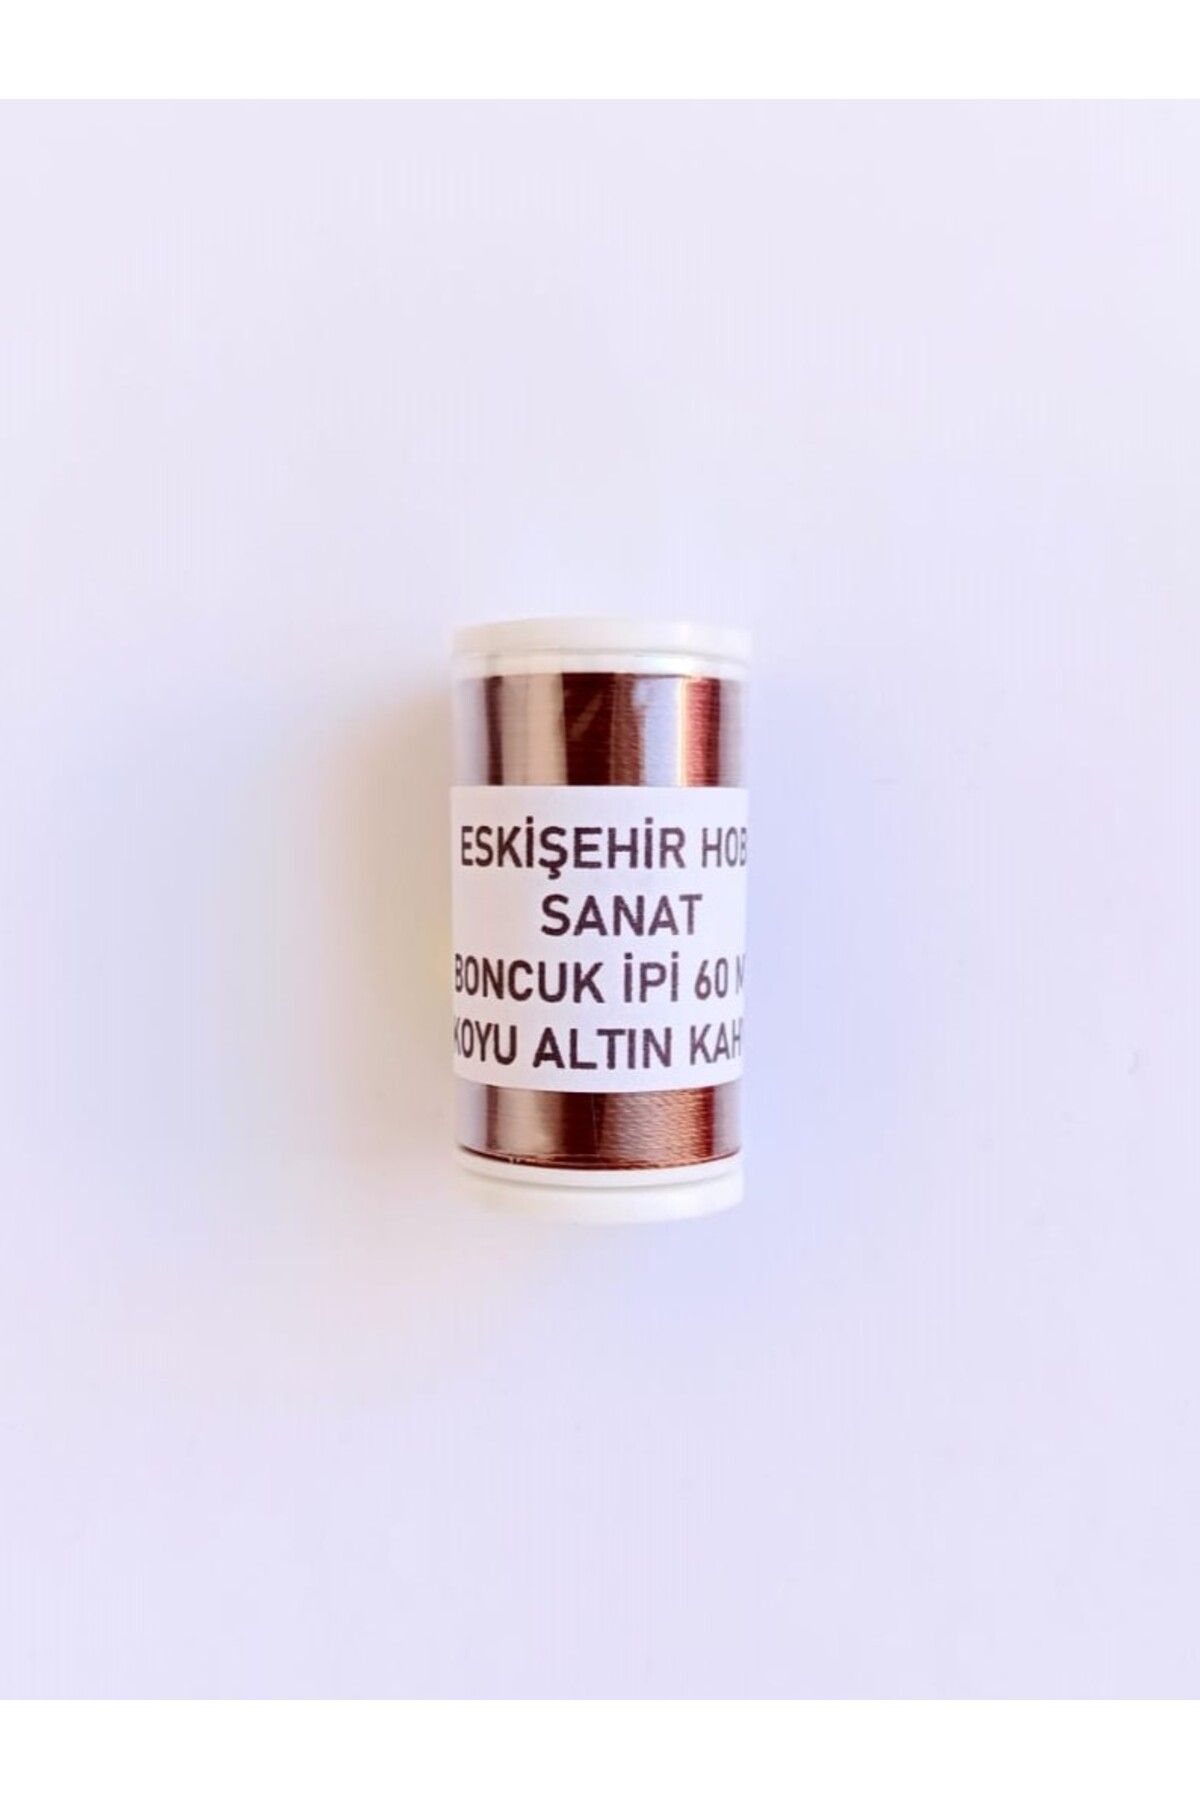 ESKİŞEHİR HOB
SANAT
BONCUK İPİ 60 M
KOYU ALTIN KAH